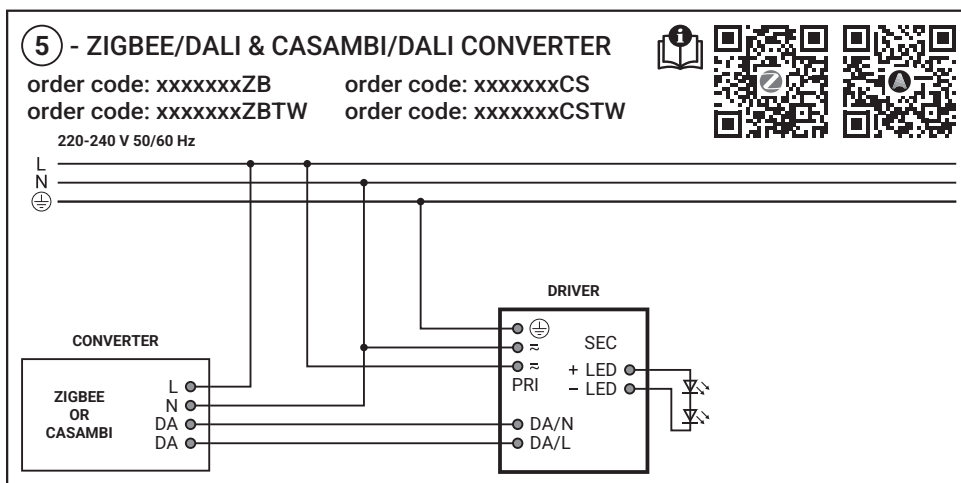 5 - ZIGBEE/DALI & CASAMBI/DALI CONVERTER
order code: xxxxxxxZB
order code: xxxxxxxCS
order code: xxxxxxxZBTW
order code: xxxxxxxCSTW
220-240 V 50/60 Hz
L
N
DRIVER
CONVERTER
ZIGBEE
OR
CASAMBI
L
N
DA
DA
PRI
SEC
+ LED
− LED
DA/N
DA/L